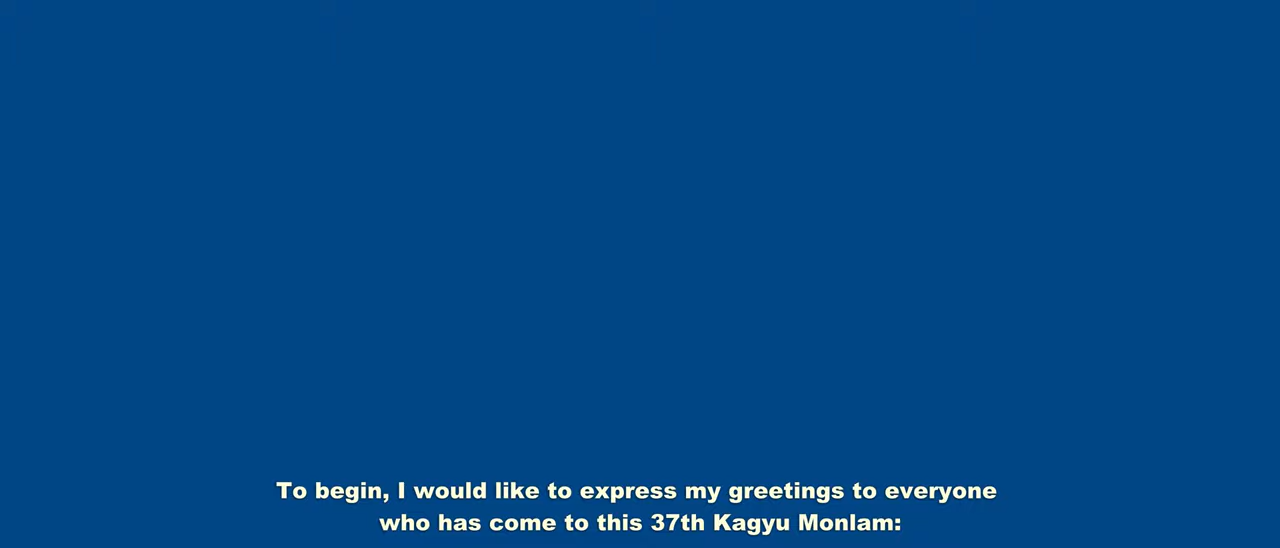 To begin, I would like to express my greetings to everyone
who has come to this 37th Kagyu Monlam: